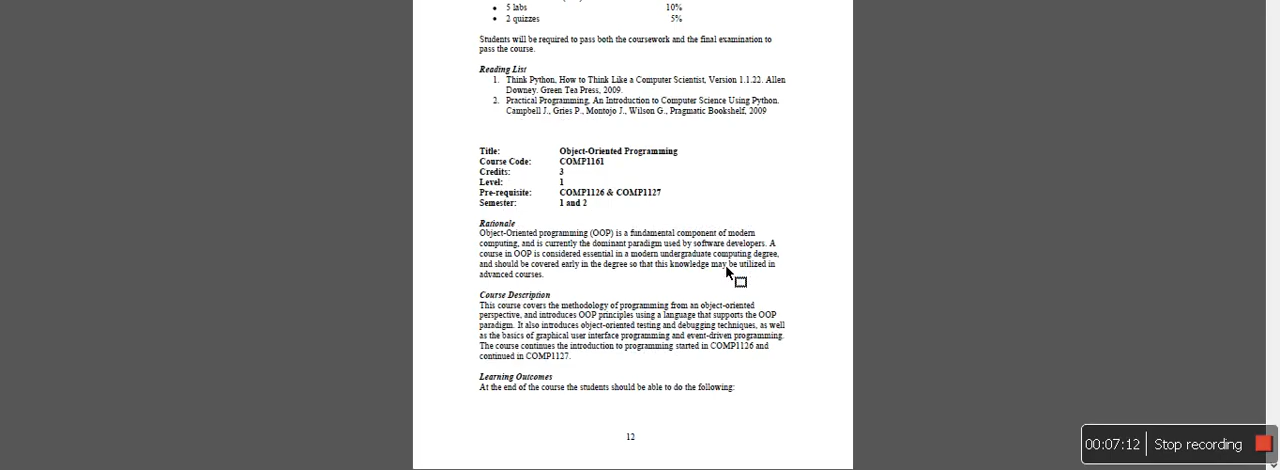 • 5 labs 10%
• 2 quizzes 5%
Students will be required to pass both the coursework and the final examination to
pass the course.
Reading List
1. Think Python, How to Think Like a Computer Scientist, Version 1.1.22. Allen
Downey. Green Tea Press, 2009.
2. Practical Programming, An Introduction to Computer Science Using Python.
Campbell J., Gries P., Montojo J., Wilson G., Pragmatic Bookshelf, 2009
Title: Object-Oriented Programming
Course Code: COMP1161
Credits: 3
Level: 1
Pre-requisite: COMP1126 & COMP1127
Semester: 1 and 2
Rationale
Object-Oriented programming (OOP) is a fundamental component of modern
computing, and is currently the dominant paradigm used by software developers. A
course in OOP is considered essential in a modern undergraduate computing degree,
and should be covered early in the degree so that this knowledge may be utilized in
advanced courses.
Course Description
This course covers the methodology of programming from an object-oriented
perspective, and introduces OOP principles using a language that supports the OOP
paradigm. It also introduces object-oriented testing and debugging techniques, as well
as the basics of graphical user interface programming and event-driven programming.
The course continues the introduction to programming started in COMP1126 and
continued in COMP1127.
Learning Outcomes
At the end of the course the students should be able to do the following:
12
00:07:12 Stop recording